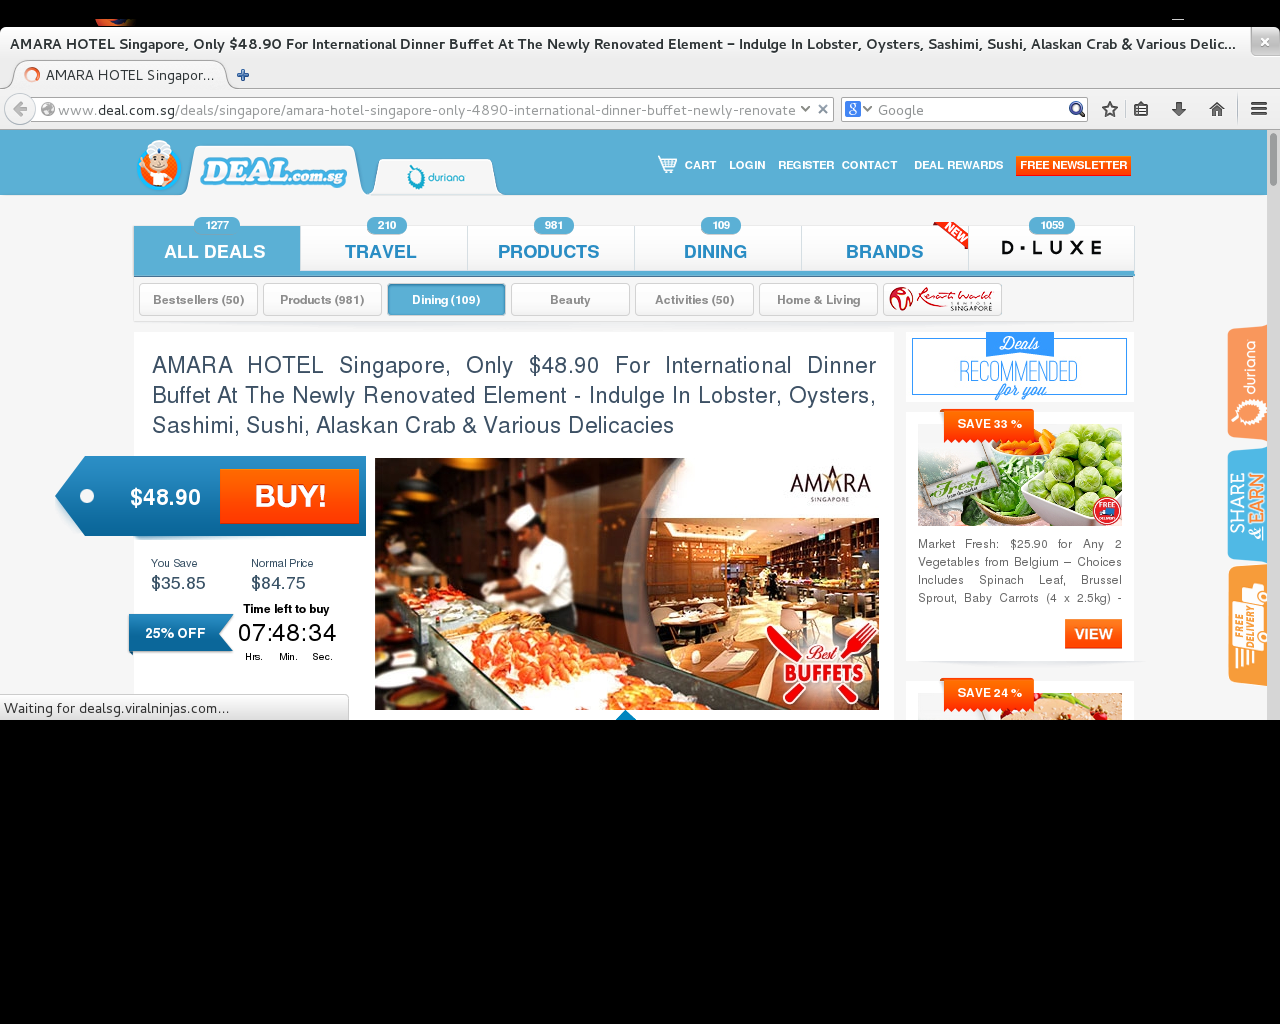 AMARA HOTEL Singapore, Only $48.90 For International Dinner Buffet At The Newly Renovated Element – Indulge In Lobster, Oysters, Sashimi, Sushi, Alaskan Crab & Various Delic...
AMARA HOTEL Singapor...
www.deal.com.sg/deals/singapore/amara-hotel-singapore-only-4890-international-dinner-buffet-newly-renovate
Google
DEAL.com.sg
duriana
CART LOGIN REGISTER CONTACT DEAL REWARDS FREE NEWSLETTER
1277 210 981 109 1059
ALL DEALS TRAVEL PRODUCTS DINING BRANDS NEW D·LUXE
Bestsellers (50) Products (981) Dining (109) Beauty Activities (50) Home & Living Resorts World
SENTOSA
SINGAPORE
AMARA HOTEL Singapore, Only $48.90 For International Dinner
Buffet At The Newly Renovated Element - Indulge In Lobster, Oysters,
Sashimi, Sushi, Alaskan Crab & Various Delicacies
$48.90 BUY!
You Save Normal Price
$35.85 $84.75
Time left to buy
25% OFF 07:48:34
Hrs. Min. Sec.
AMARA
SINGAPORE
Best
BUFFETS
Deals
RECOMMENDED
for you
SAVE 33 %
Fresh
FREE
DELIVERY
Market Fresh: $25.90 for Any 2
Vegetables from Belgium – Choices
Includes Spinach Leaf, Brussel
Sprout, Baby Carrots (4 x 2.5kg) -
VIEW
SAVE 24 %
duriana
SHARE
& EARN
FREE
DELIVERY
Waiting for dealsg.viralninjas.com...